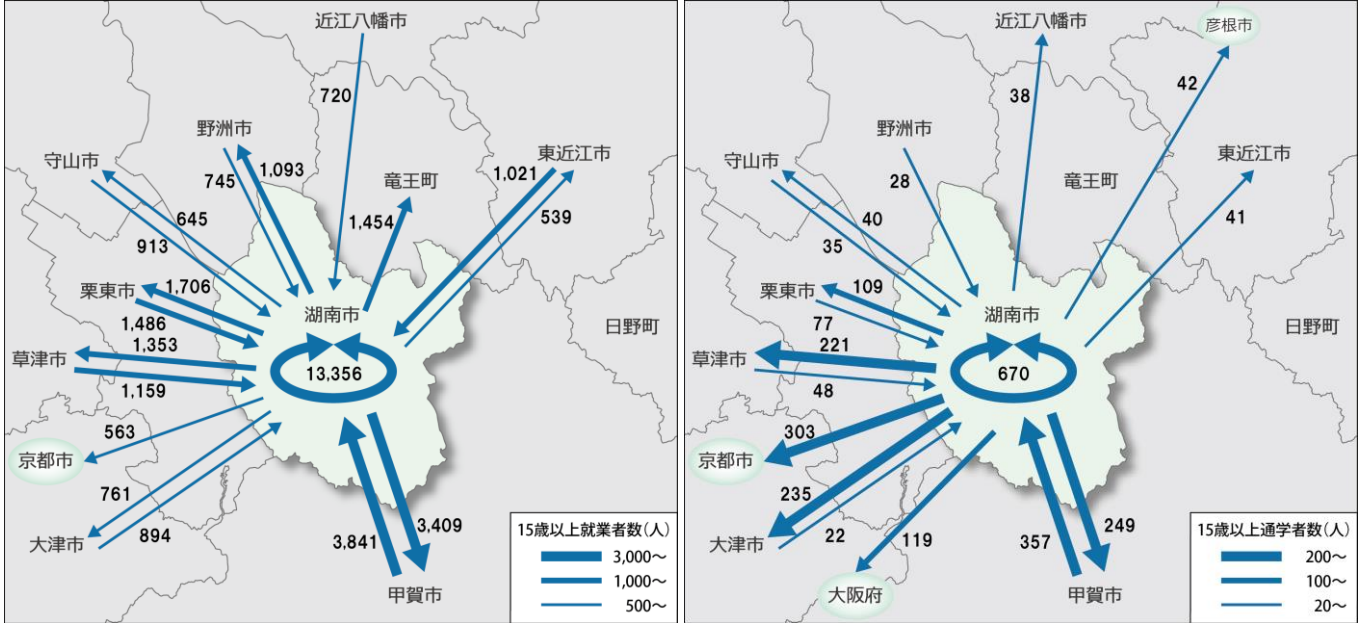 近江八幡市
720
野洲市
1,093
745
守山市
645
913
竜王町
1,454
東近江市
1,021
539
栗東市
1,706
1,486
湖南市
日野町
草津市
1,353
1,159
13,356
563
京都市
761
大津市
894
3,841
3,409
甲賀市
15歳以上就業者数(人)
3,000~
1,000~
500~
近江八幡市
彦根市
38
42
野洲市
守山市
28
40
35
竜王町
東近江市
41
栗東市
109
77
湖南市
日野町
草津市
221
48
670
303
京都市
235
大津市
22
119
大阪府
357
249
甲賀市
15歳以上通学者数(人)
200~
100~
20~